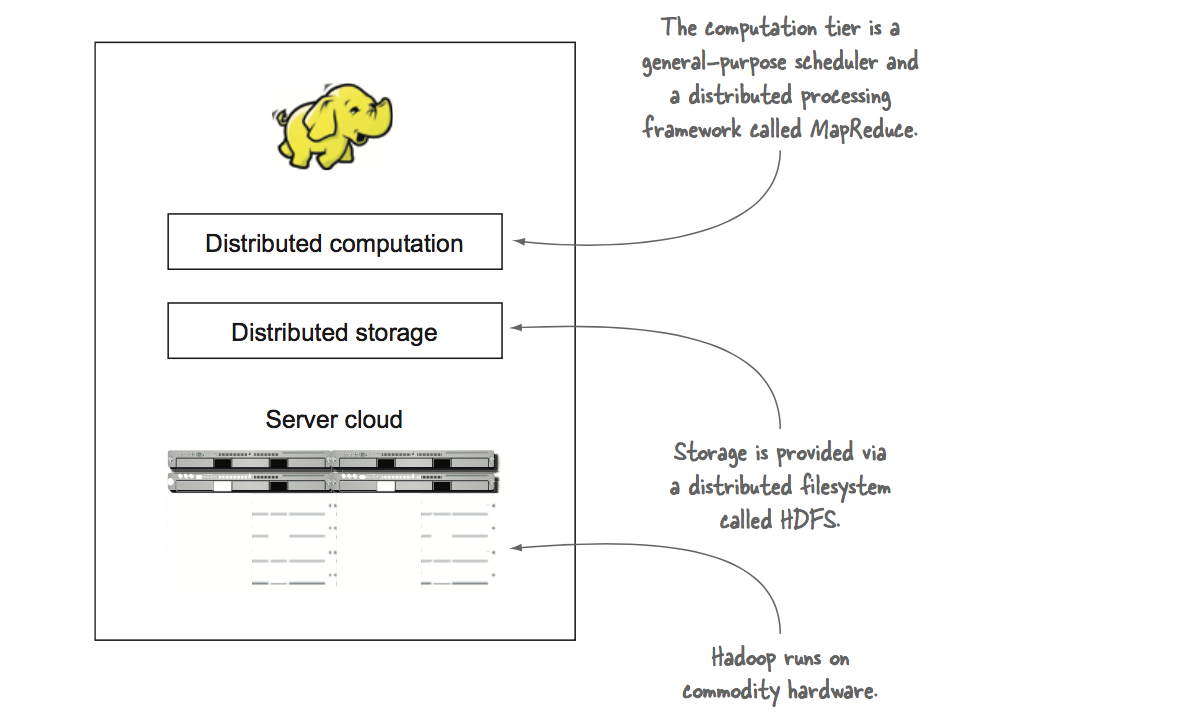 The computation tier is a
general-purpose scheduler and
a distributed processing
framework called MapReduce.
Distributed computation
Distributed storage
Server cloud
Storage is provided via
a distributed filesystem
called HDFS.
Hadoop runs on
commodity hardware.